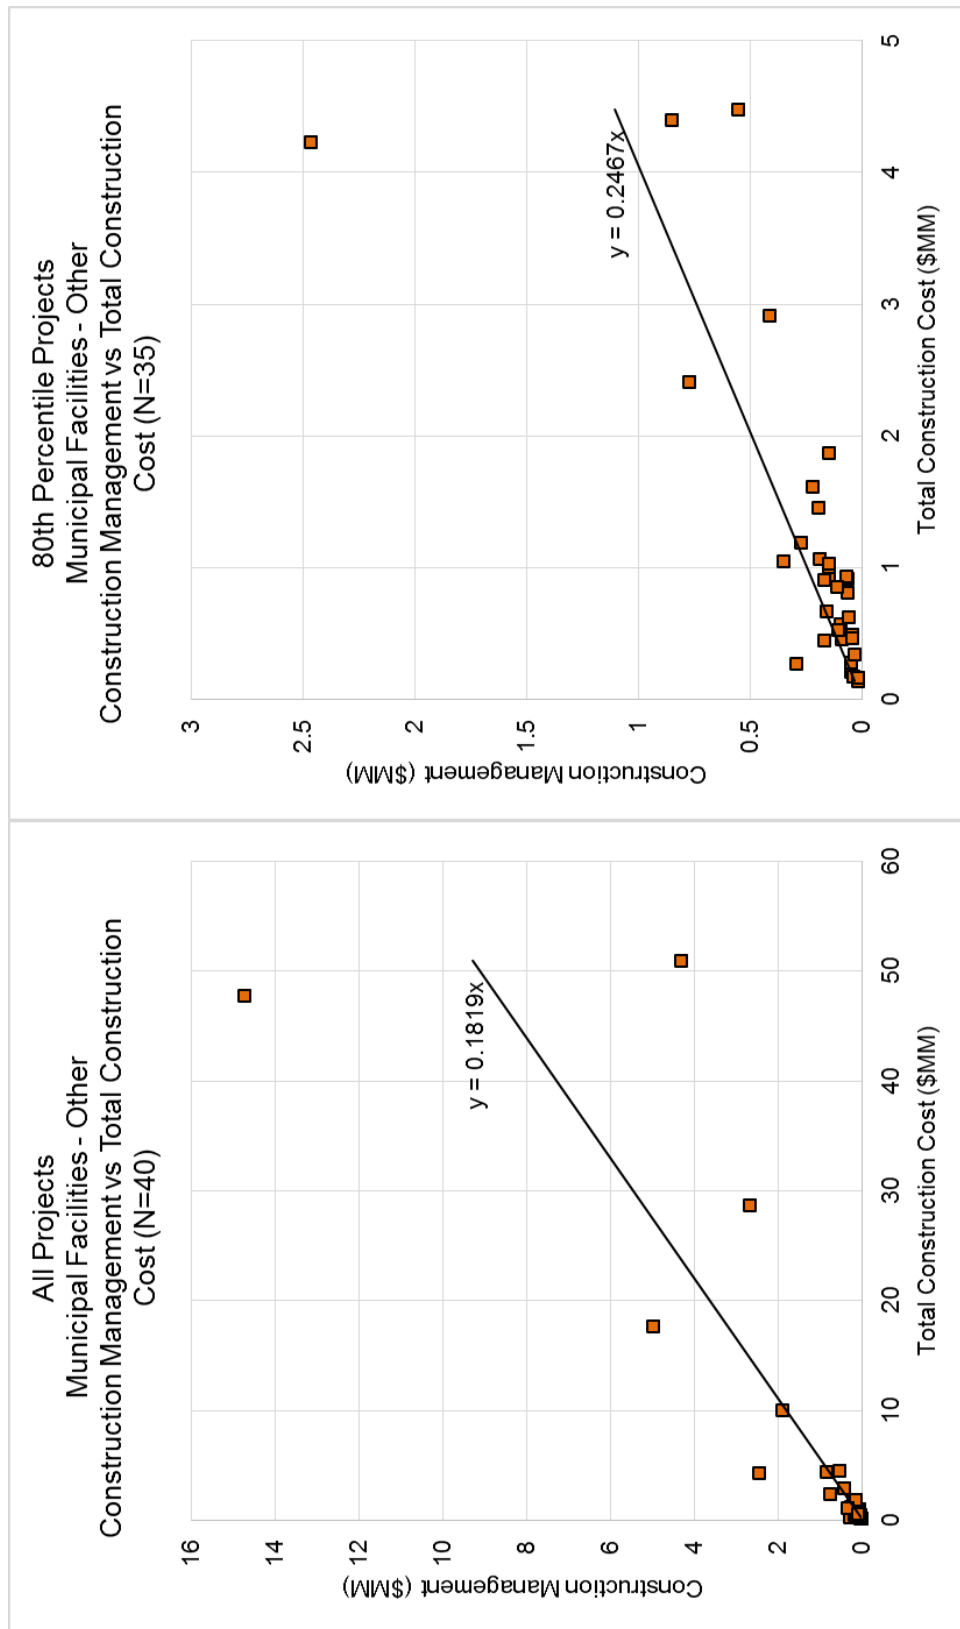 All Projects
Municipal Facilities - Other
Construction Management vs Total Construction
Cost (N=40)
16
14
12
10
8
6
4
2
0
Construction Management ($MM)
y = 0.1819x
0
10
20
30
40
50
60
Total Construction Cost ($MM)
80th Percentile Projects
Municipal Facilities - Other
Construction Management vs Total Construction
Cost (N=35)
3
2.5
2
1.5
1
0.5
0
Construction Management ($MM)
y = 0.2467x
0
1
2
3
4
5
Total Construction Cost ($MM)